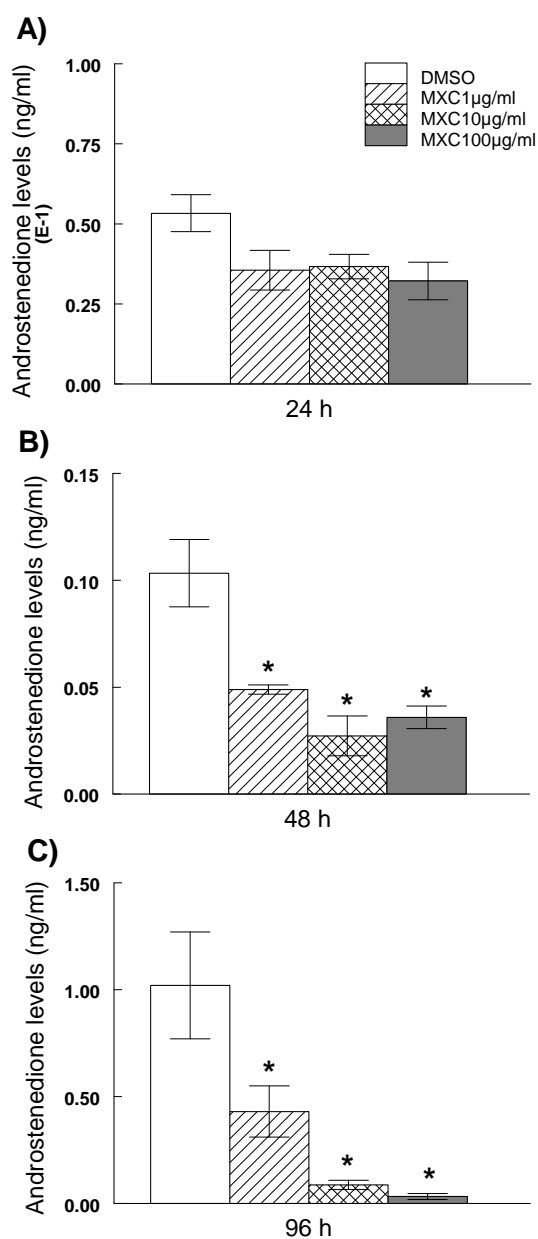 A)
Androstenedione levels (ng/ml)
(E-1)
1.00
0.75
0.50
0.25
0.00
DMSO
MXC1µg/ml
MXC10µg/ml
MXC100µg/ml
24 h
B)
Androstenedione levels (ng/ml)
0.15
0.10
0.05
0.00
*
*
*
48 h
C)
Androstenedione levels (ng/ml)
1.50
1.00
0.50
0.00
*
*
*
96 h